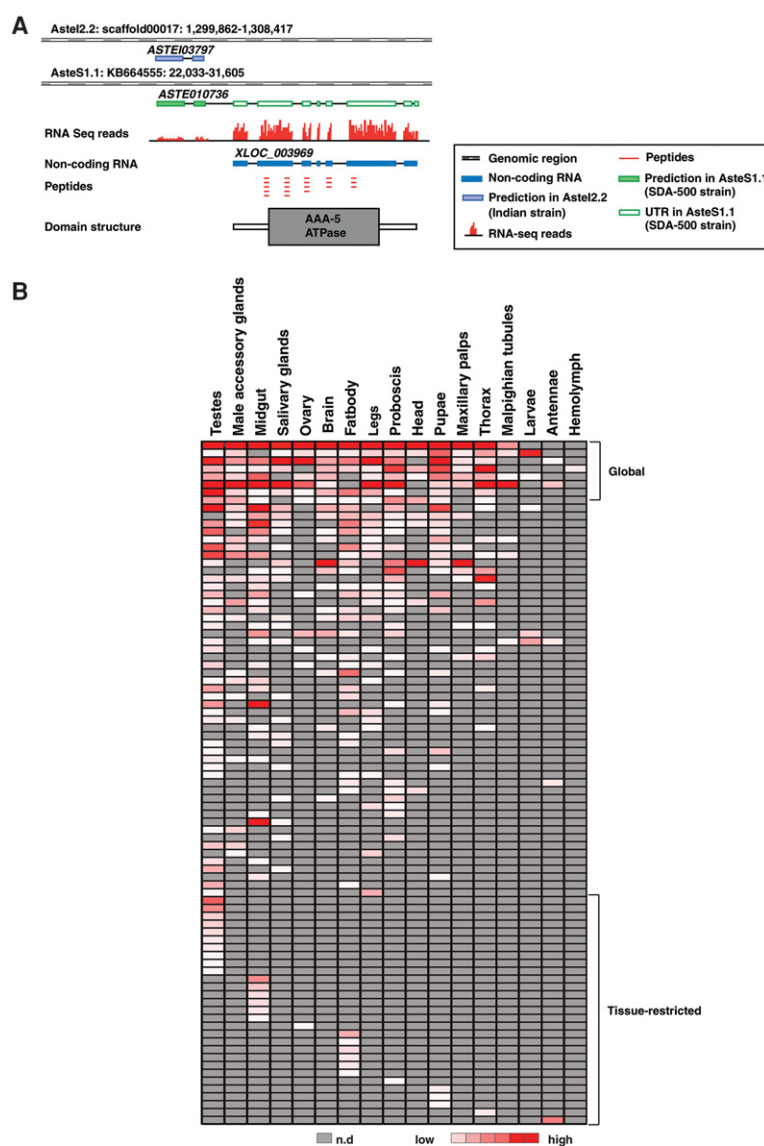 A
Astel2.2: scaffold00017: 1,299,862-1,308,417
ASTEI03797
AsteS1.1: KB664555: 22,033-31,605
ASTE010736
RNA Seq reads
XLOC_003969
Non-coding RNA
Peptides
Domain structure
AAA-5
ATPase
Genomic region
Non-coding RNA
Prediction in Astel2.2
(Indian strain)
RNA-seq reads
Peptides
Prediction in AsteS1.1
(SDA-500 strain)
UTR in AsteS1.1
(SDA-500 strain)
B
Testes
Male accessory glands
Midgut
Salivary glands
Ovary
Brain
Fatbody
Legs
Proboscis
Head
Pupae
Maxillary palps
Thorax
Malpighian tubules
Larvae
Antennae
Hemolymph
Global
Tissue-restricted
n.d
low
high